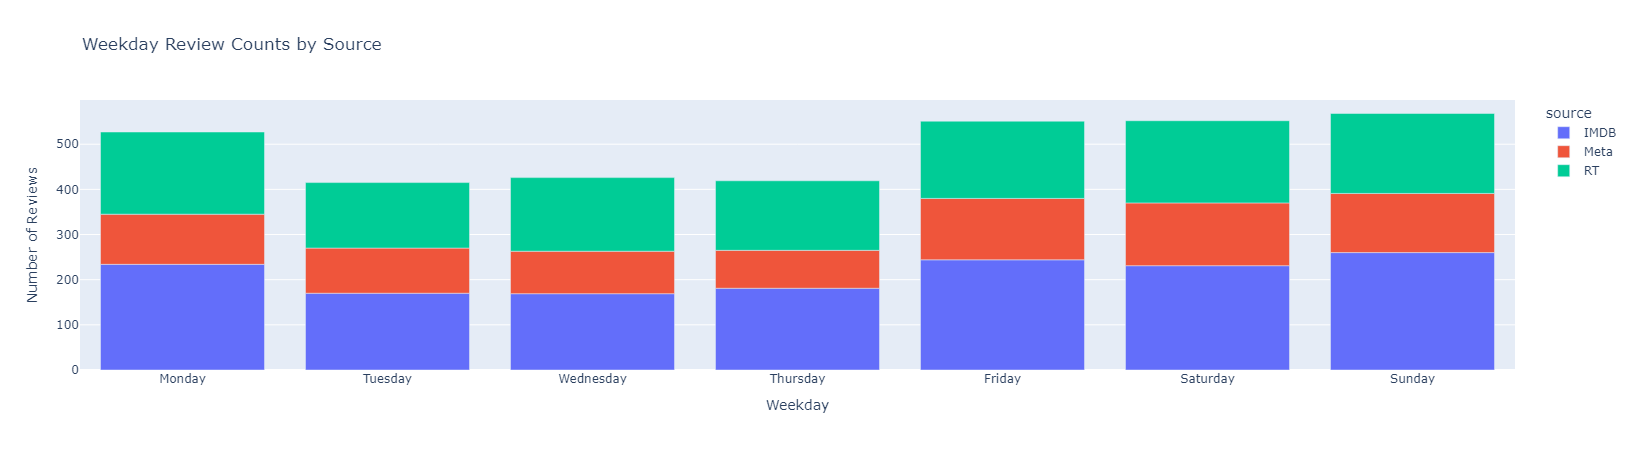 Weekday Review Counts by Source
source
IMDB
Meta
RT
Number of Reviews
500
400
300
200
100
0
Monday
Tuesday
Wednesday
Thursday
Friday
Saturday
Sunday
Weekday